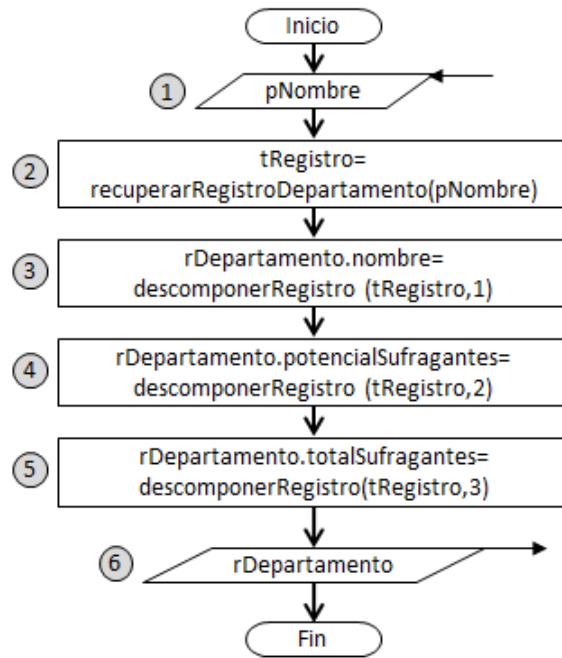 Inicio
1
pNombre
2
tRegistro=
recuperarRegistroDepartamento(pNombre)
3
rDepartamento.nombre=
descomponerRegistro (tRegistro,1)
4
rDepartamento.potencialSufragantes=
descomponerRegistro (tRegistro,2)
5
rDepartamento.totalSufragantes=
descomponerRegistro(tRegistro,3)
6
rDepartamento
Fin